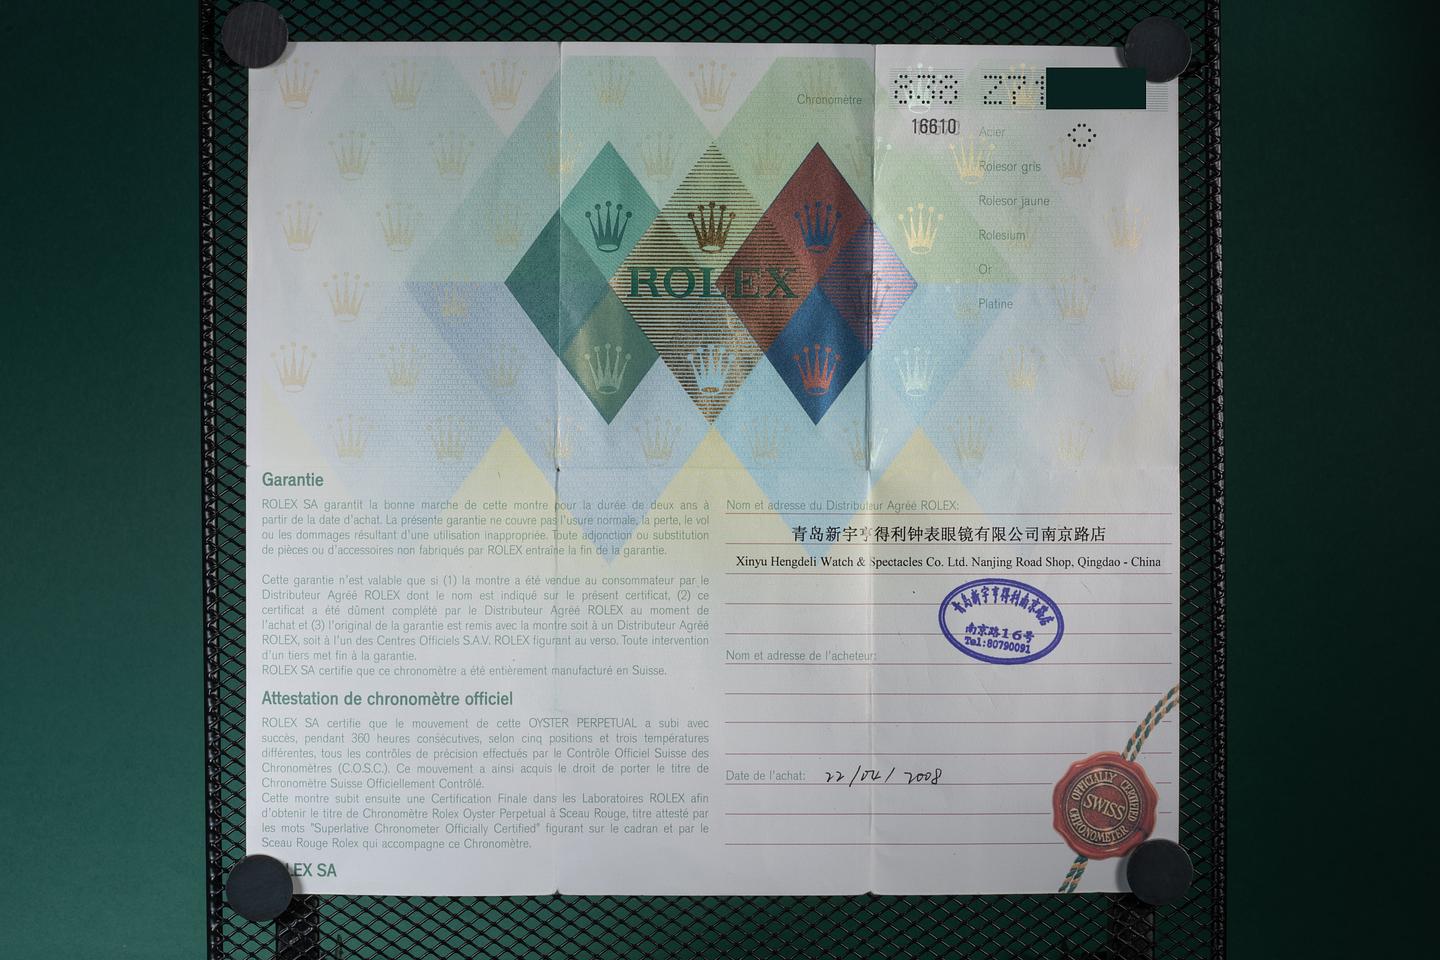 Chronomètre
838 271
16610
Acier
Rolesor gris
Rolesor jaune
Rolesium
Or
Platine
ROLEX
Garantie
ROLEX SA garantit la bonne marche de cette montre pour la durée de deux ans à
partir de la date d'achat. La présente garantie ne couvre pas l'usure normale, la perte, le vol
ou les dommages résultant d'une utilisation inappropriée. Toute adjonction ou substitution
de pièces ou d'accessoires non fabriqués par ROLEX entraîne la fin de la garantie.
Cette garantie n'est valable que si (1) la montre a été vendue au consommateur par le
Distributeur Agréé ROLEX dont le nom est indiqué sur le présent certificat, (2) ce
certificat a été dûment complété par le Distributeur Agréé ROLEX au moment de
l'achat et (3) l'original de la garantie est remis avec la montre soit à un Distributeur Agréé
ROLEX, soit à l'un des Centres Officiels S.A.V. ROLEX figurant au verso. Toute intervention
d'un tiers met fin à la garantie.
ROLEX SA certifie que ce chronomètre a été entièrement manufacturé en Suisse.
Attestation de chronomètre officiel
ROLEX SA certifie que le mouvement de cette OYSTER PERPETUAL a subi avec
succès, pendant 360 heures consécutives, selon cinq positions et trois températures
différentes, tous les contrôles de précision effectués par le Contrôle Officiel Suisse des
Chronomètres (C.O.S.C.). Ce mouvement a ainsi acquis le droit de porter le titre de
Chronomètre Suisse Officiellement Contrôlé.
Cette montre subit ensuite une Certification Finale dans les Laboratoires ROLEX afin
d'obtenir le titre de Chronomètre Rolex Oyster Perpetual à Sceau Rouge, titre attesté par
les mots "Superlative Chronometer Officially Certified" figurant sur le cadran et par le
Sceau Rouge Rolex qui accompagne ce Chronomètre.
LEX SA
Nom et adresse du Distributeur Agréé ROLEX:
青岛新宇亨得利钟表眼镜有限公司南京路店
Xinyu Hengdeli Watch & Spectacles Co. Ltd. Nanjing Road Shop, Qingdao - China
青岛新宇亨得利南京路店
南京路16号
Tel:80790091
Nom et adresse de l'acheteur:
Date de l'achat: 22/04/2008
OFFICIALLY CERTIFIED
SWISS
CHRONOMETER